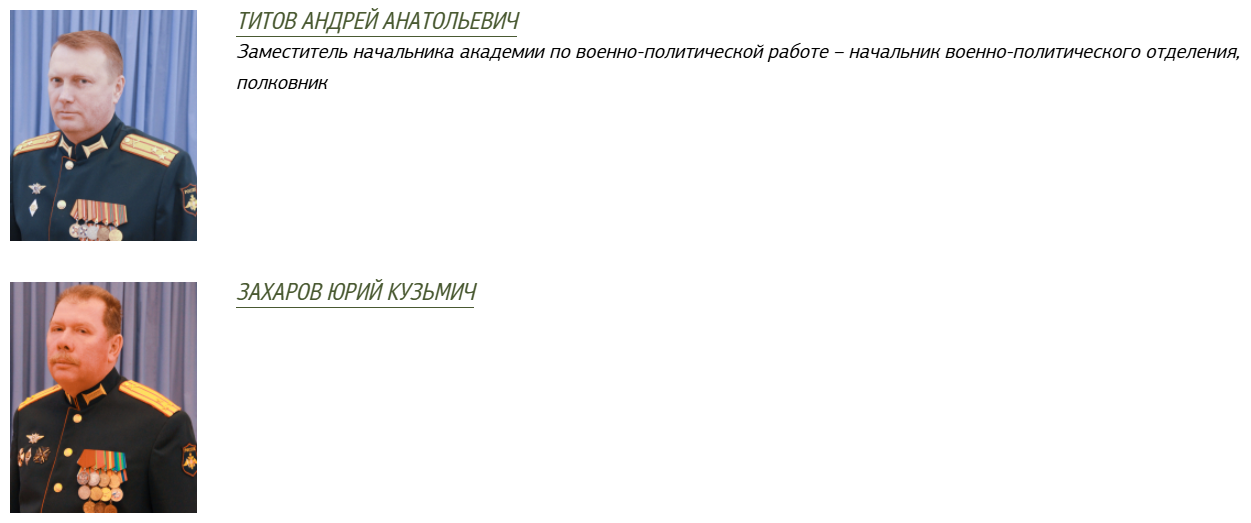 ТИТОВ АНДРЕЙ АНАТОЛЬЕВИЧ
Заместитель начальника академии по военно-политической работе – начальник военно-политического отделения,
полковник
ЗАХАРОВ ЮРИЙ КУЗЬМИЧ